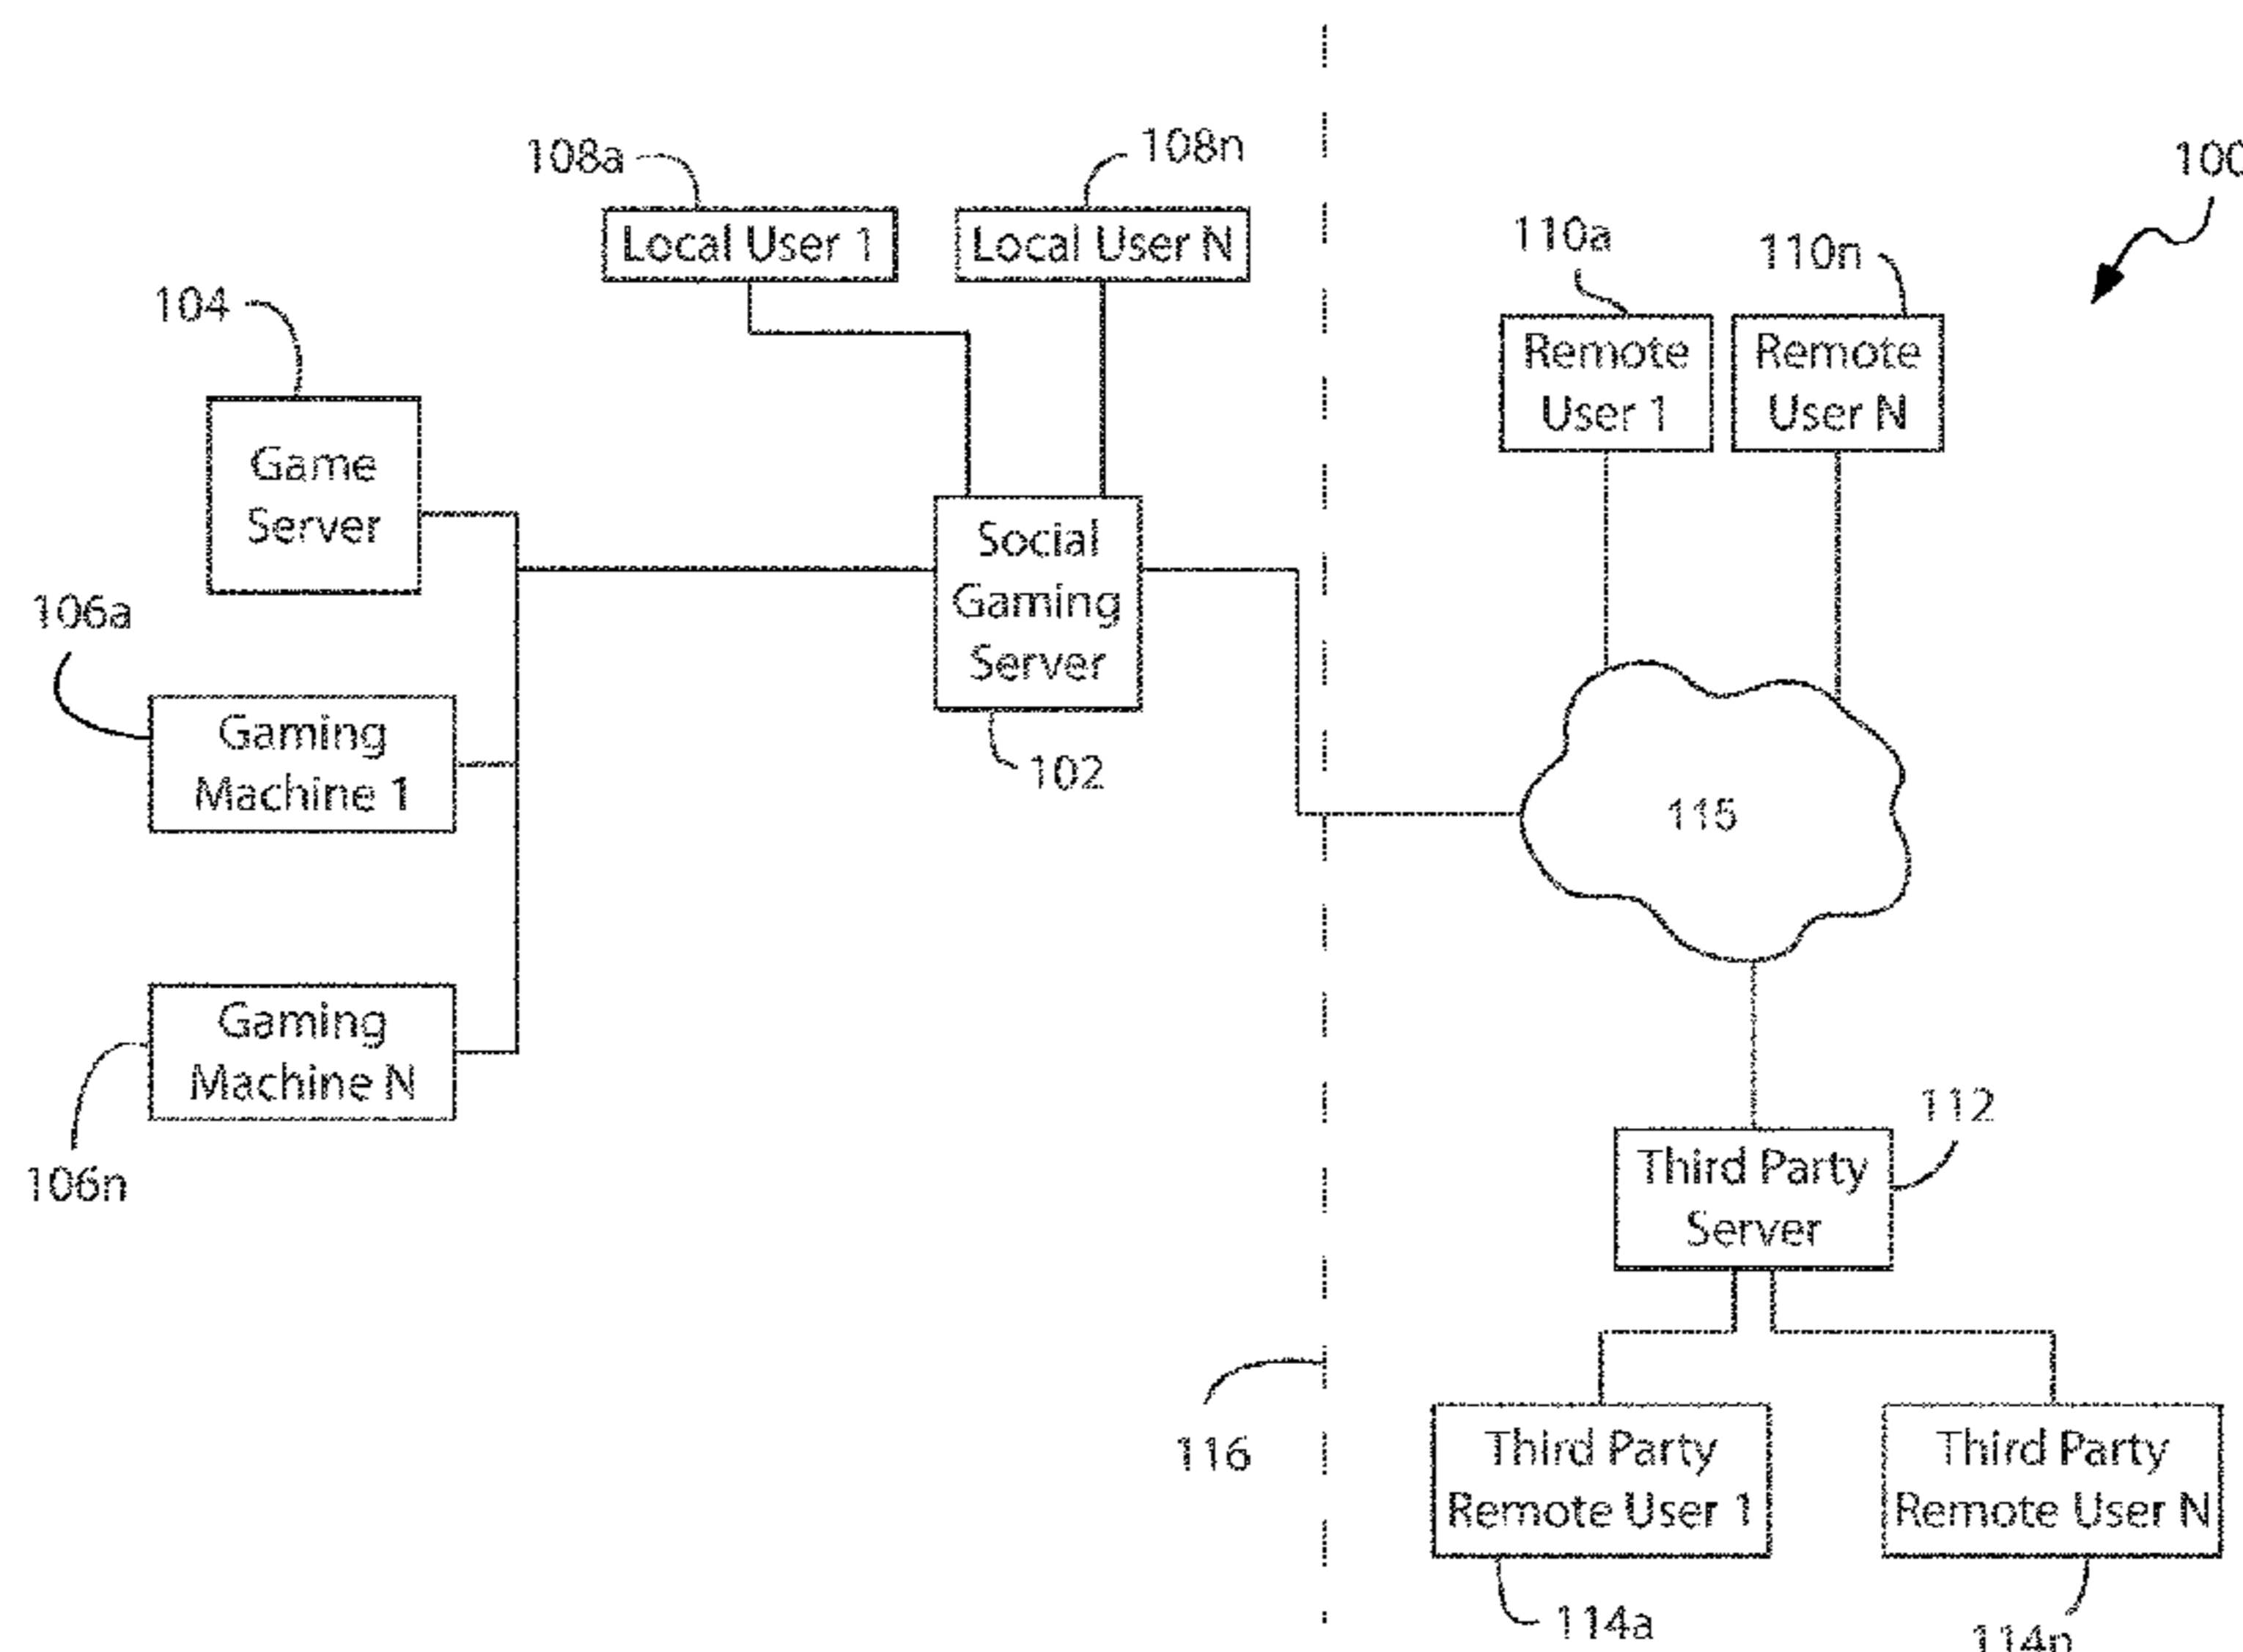 100
108a
108n
Local User 1
Local User N
110a
110n
104
Remote
User 1
Remote
User N
Game
Server
Social
Gaming
Server
102
106a
Gaming
Machine 1
115
Gaming
Machine N
106n
112
Third Party
Server
116
Third Party
Remote User 1
Third Party
Remote User N
114a
114n